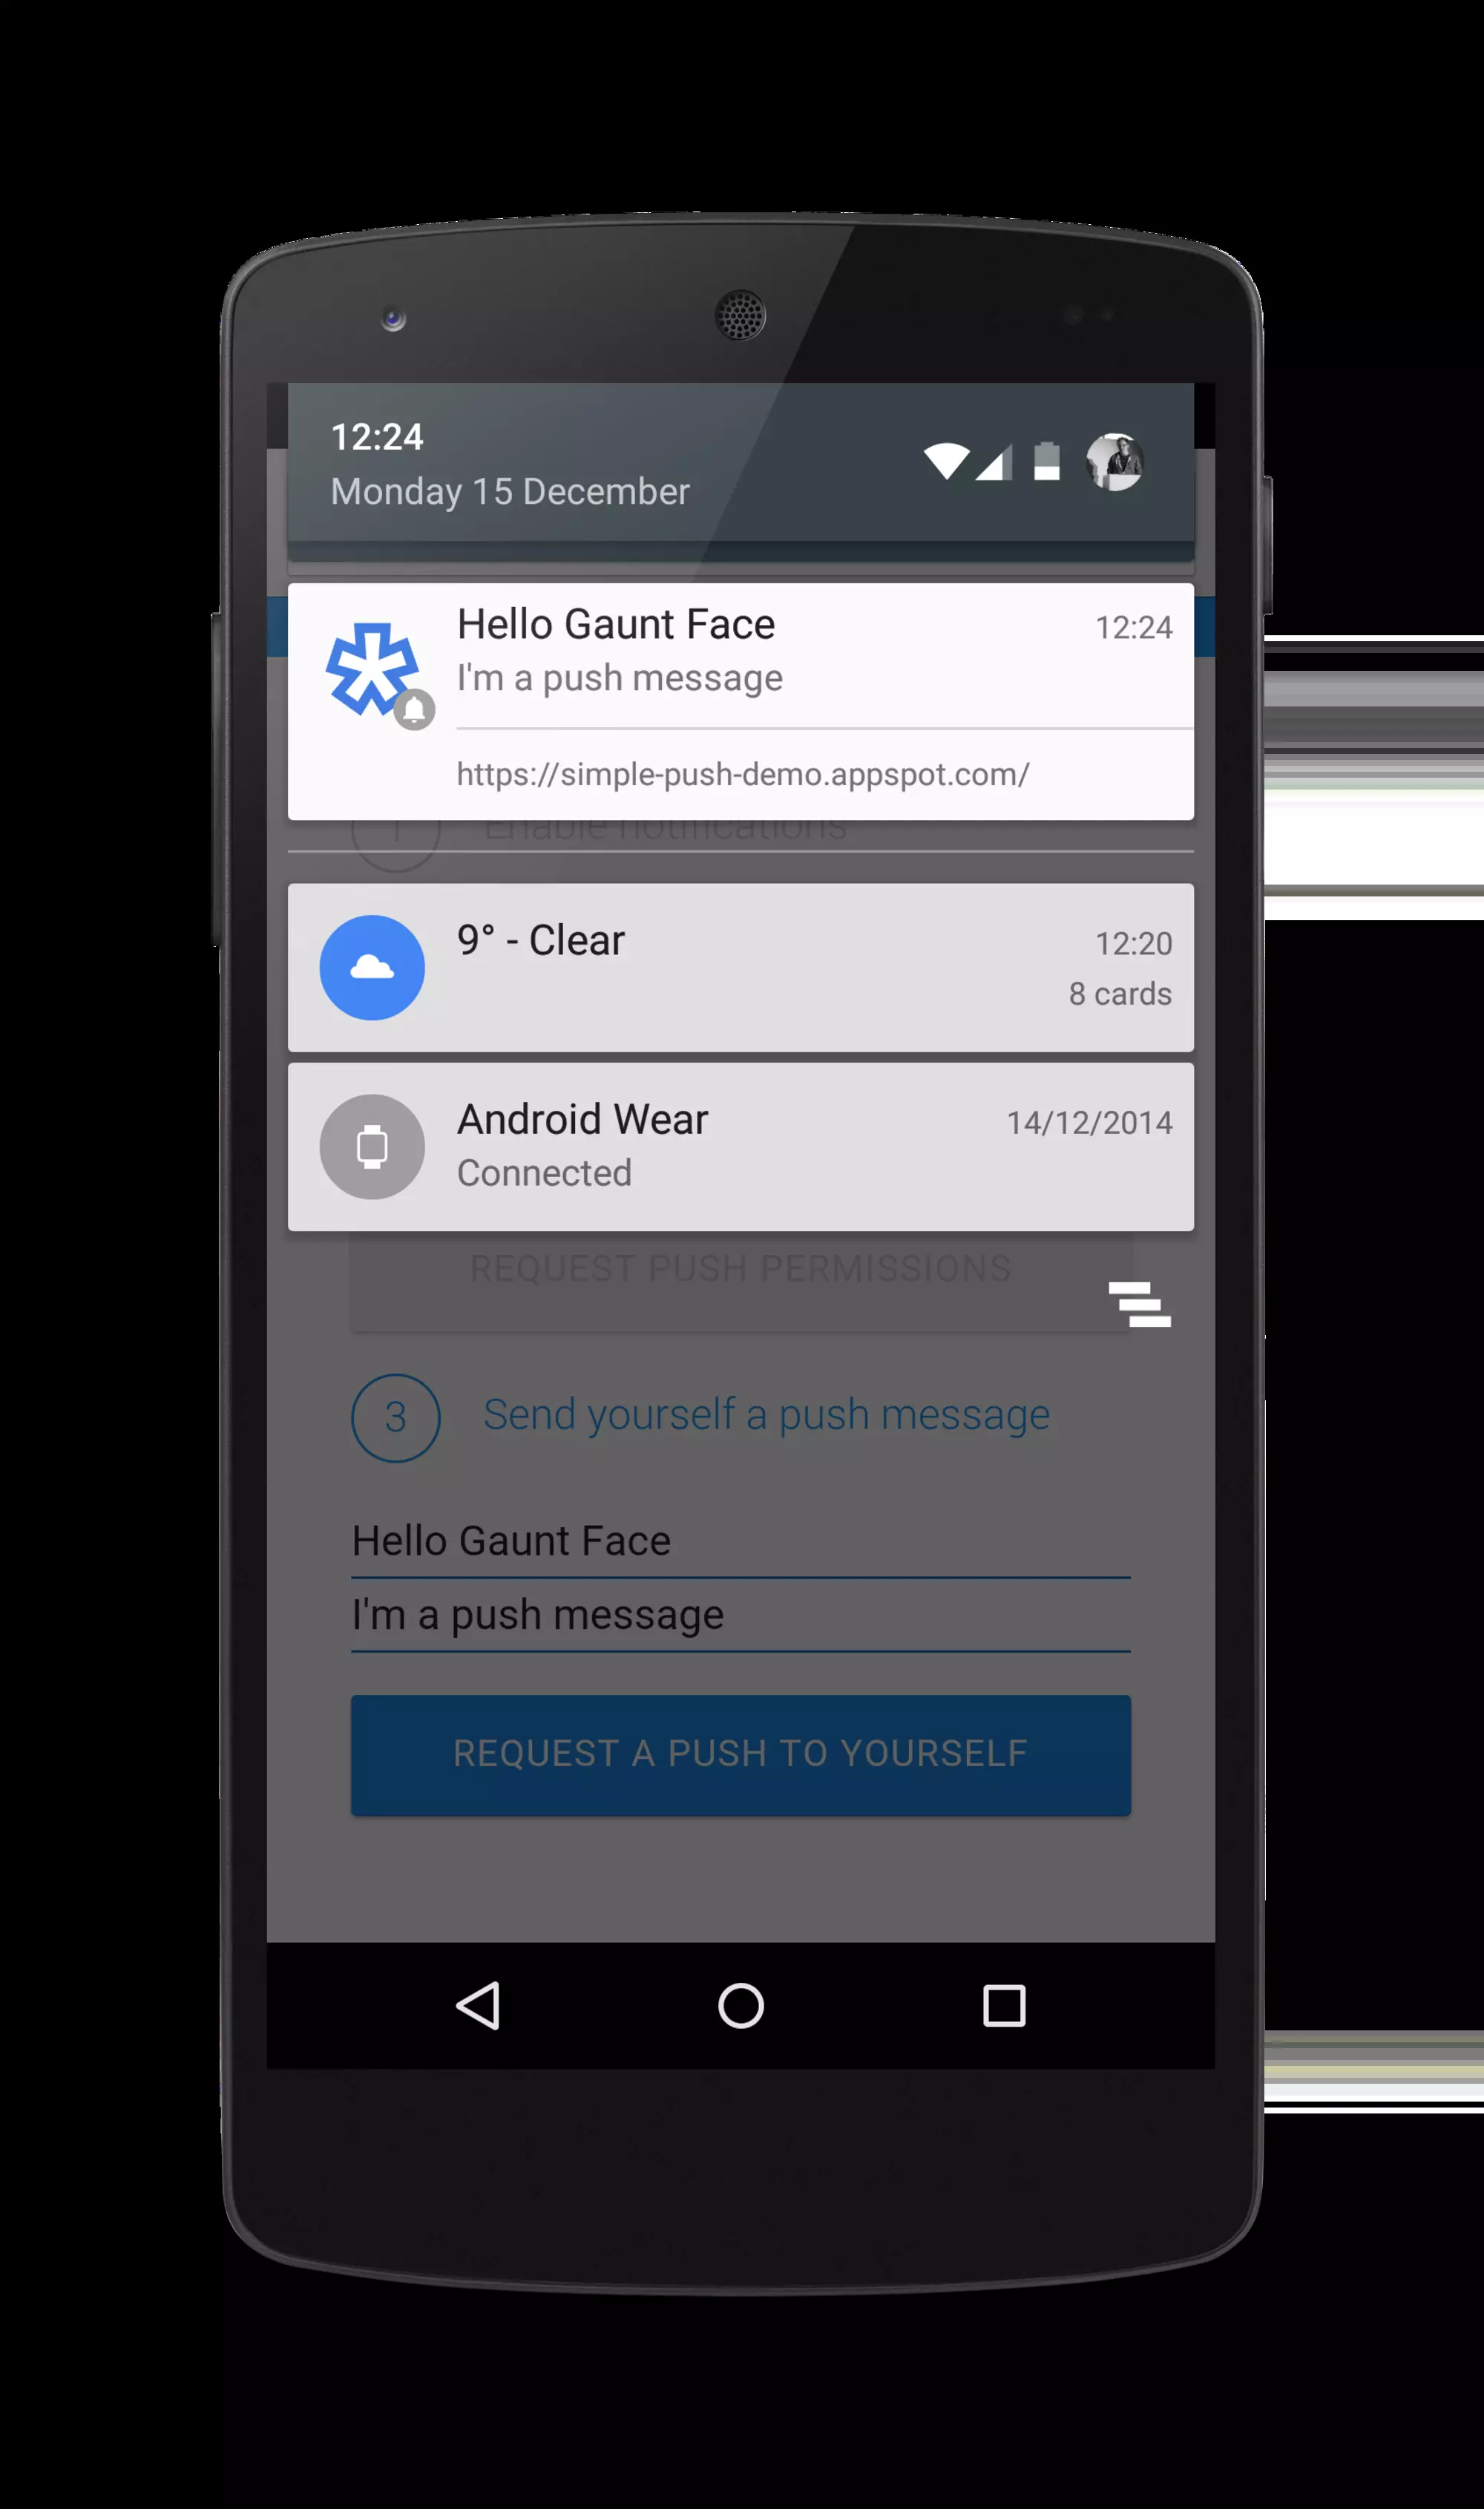 12:24
Monday 15 December
Hello Gaunt Face
12:24
I'm a push message
https://simple-push-demo.appspot.com/
1 Enable notifications
9° - Clear
12:20
8 cards
Android Wear
14/12/2014
Connected
REQUEST PUSH PERMISSIONS
3 Send yourself a push message
Hello Gaunt Face
I'm a push message
REQUEST A PUSH TO YOURSELF